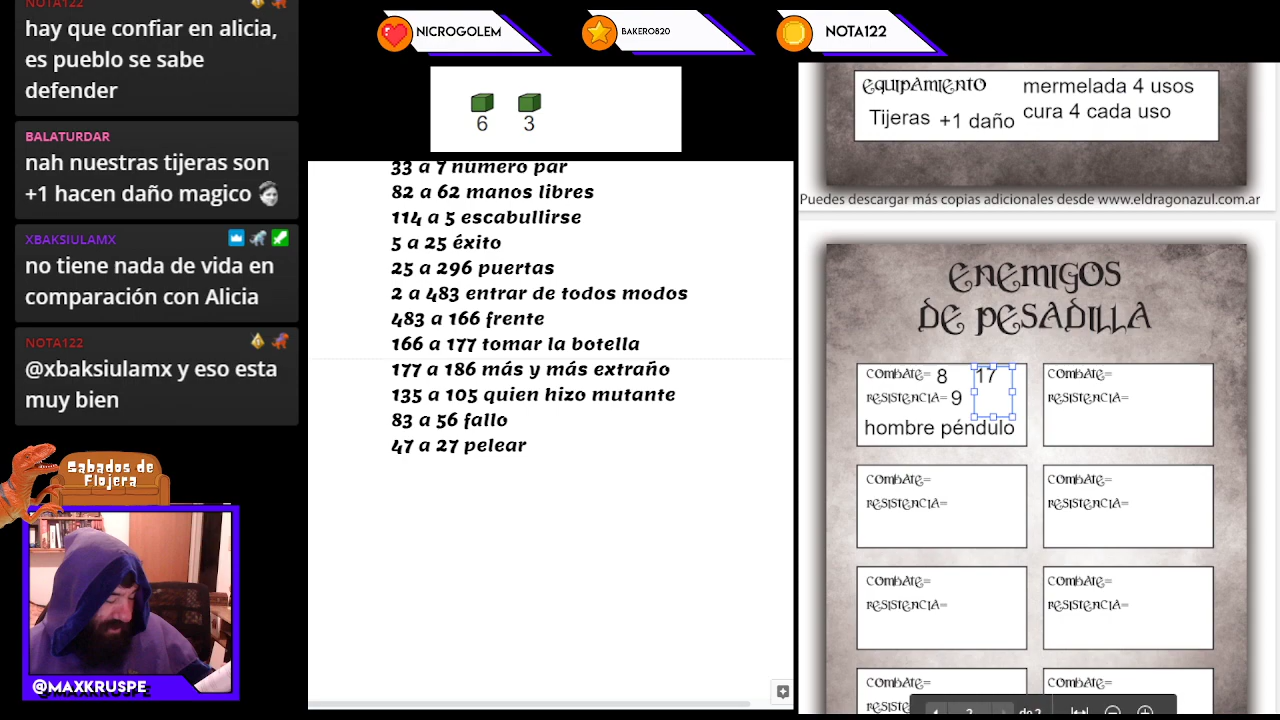 NOTA122
hay que confiar en alicia,
es pueblo se sabe
defender
BALATURDAR
nah nuestras tijeras son
+1 hacen daño magico
XBAKSIULAMX
no tiene nada de vida en
comparación con Alicia
NOTA122
@xbaksiulamx y eso esta
muy bien
Sabados de
Flojera
@MAXKRUSPE
NICROGOLEM
BAKERO820
NOTA122
6 3
33 a 7 número par
82 a 62 manos libres
114 a 5 escabullirse
5 a 25 éxito
25 a 296 puertas
2 a 483 entrar de todos modos
483 a 166 frente
166 a 177 tomar la botella
177 a 186 más y más extraño
135 a 105 quien hizo mutante
83 a 56 fallo
47 a 27 pelear
EQUIPAMIENTO
Tijeras +1 daño
mermelada 4 usos
cura 4 cada uso
Puedes descargar más copias adicionales desde www.eldragonazul.com.ar
ENEMIGOS
DE PESADILLA
COMBATE= 8 17
RESISTENCIA= 9
hombre péndulo
COMBATE=
RESISTENCIA=
COMBATE=
RESISTENCIA=
COMBATE=
RESISTENCIA=
COMBATE=
RESISTENCIA=
COMBATE=
RESISTENCIA=
COMBATE=
COMBATE=